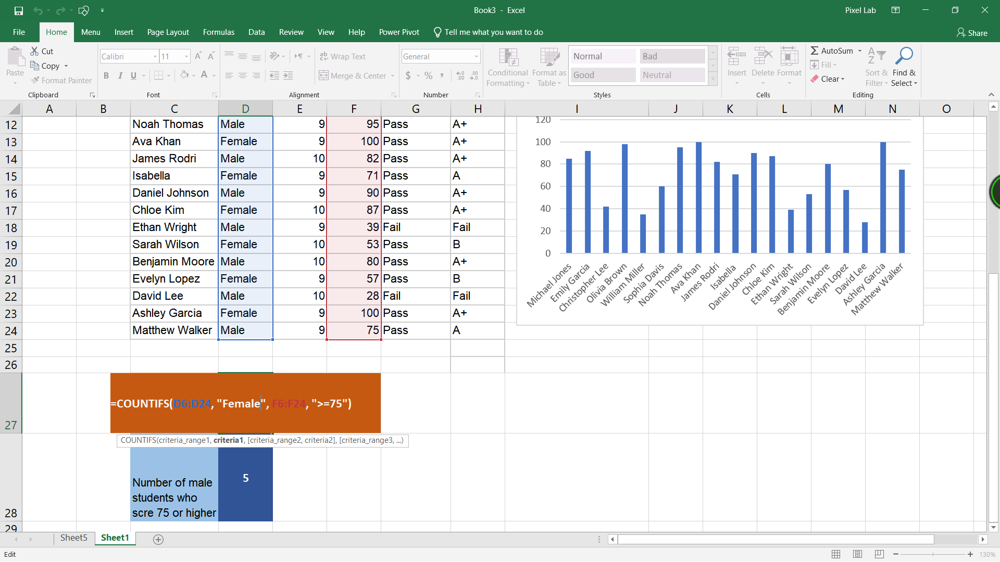 Book3 - Excel
Pixel Lab
File Home Menu Insert Page Layout Formulas Data Review View Help Power Pivot Tell me what you want to do Share
Cut
Copy
Format Painter
Paste
Clipboard
Calibri 11
B I U
Font
Wrap Text
Merge & Center
Alignment
General
$ % ,
Number
Conditional Formatting
Format as Table
Normal Bad
Good Neutral
Styles
Insert Delete Format
Cells
AutoSum
Fill
Clear
Sort & Filter
Find & Select
Editing
A B C D E F G H I J K L M N O
12 Noah Thomas Male 9 95 Pass A+
13 Ava Khan Female 9 100 Pass A+
14 James Rodri Male 10 82 Pass A+
15 Isabella Female 9 71 Pass A
16 Daniel Johnson Male 9 90 Pass A+
17 Chloe Kim Female 10 87 Pass A+
18 Ethan Wright Male 9 39 Fail Fail
19 Sarah Wilson Female 10 53 Pass B
20 Benjamin Moore Male 10 80 Pass A+
21 Evelyn Lopez Female 9 57 Pass B
22 David Lee Male 10 28 Fail Fail
23 Ashley Garcia Female 9 100 Pass A+
24 Matthew Walker Male 9 75 Pass A
25
26
27
=COUNTIFS(D6:D24, "Female", F6:F24, ">=75")
COUNTIFS(criteria_range1, criteria1, [criteria_range2, criteria2], [criteria_range3, ...)
28
Number of male
students who
scre 75 or higher
5
29
120
100
80
60
40
20
0
Michael Jones
Emily Garcia
Christopher Lee
Olivia Brown
William Miller
Sophia Davis
Noah Thomas
Ava Khan
James Rodri
Isabella
Daniel Johnson
Chloe Kim
Ethan Wright
Sarah Wilson
Benjamin Moore
Evelyn Lopez
David Lee
Ashley Garcia
Matthew Walker
Sheet5 Sheet1
Edit
130%